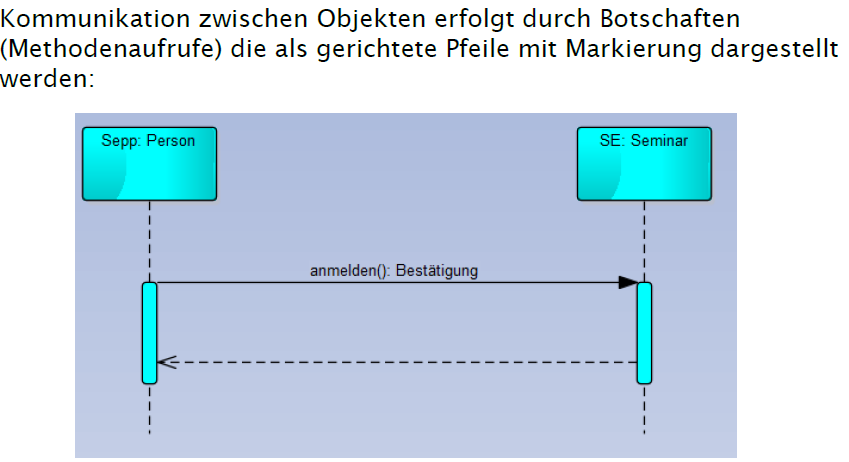 Kommunikation zwischen Objekten erfolgt durch Botschaften
(Methodenaufrufe) die als gerichtete Pfeile mit Markierung dargestellt
werden:
Sepp: Person
SE: Seminar
anmelden(): Bestätigung